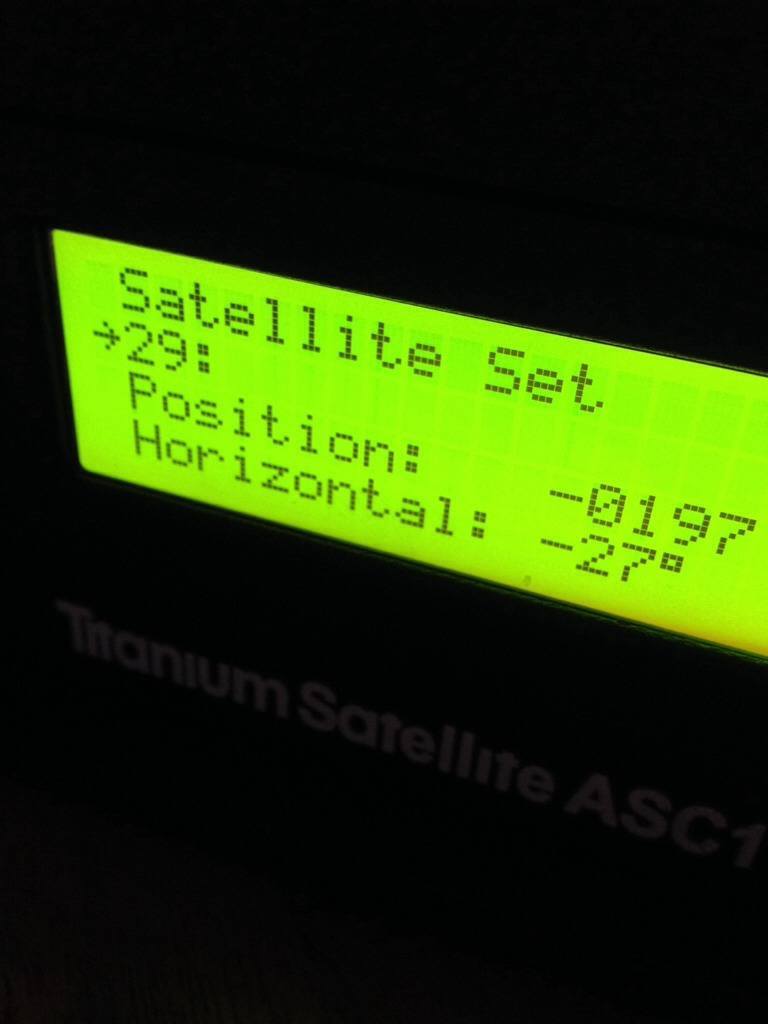 Satellite Set
→29:
Position: -0197
Horizontal: -27°
Titanium Satellite ASC1